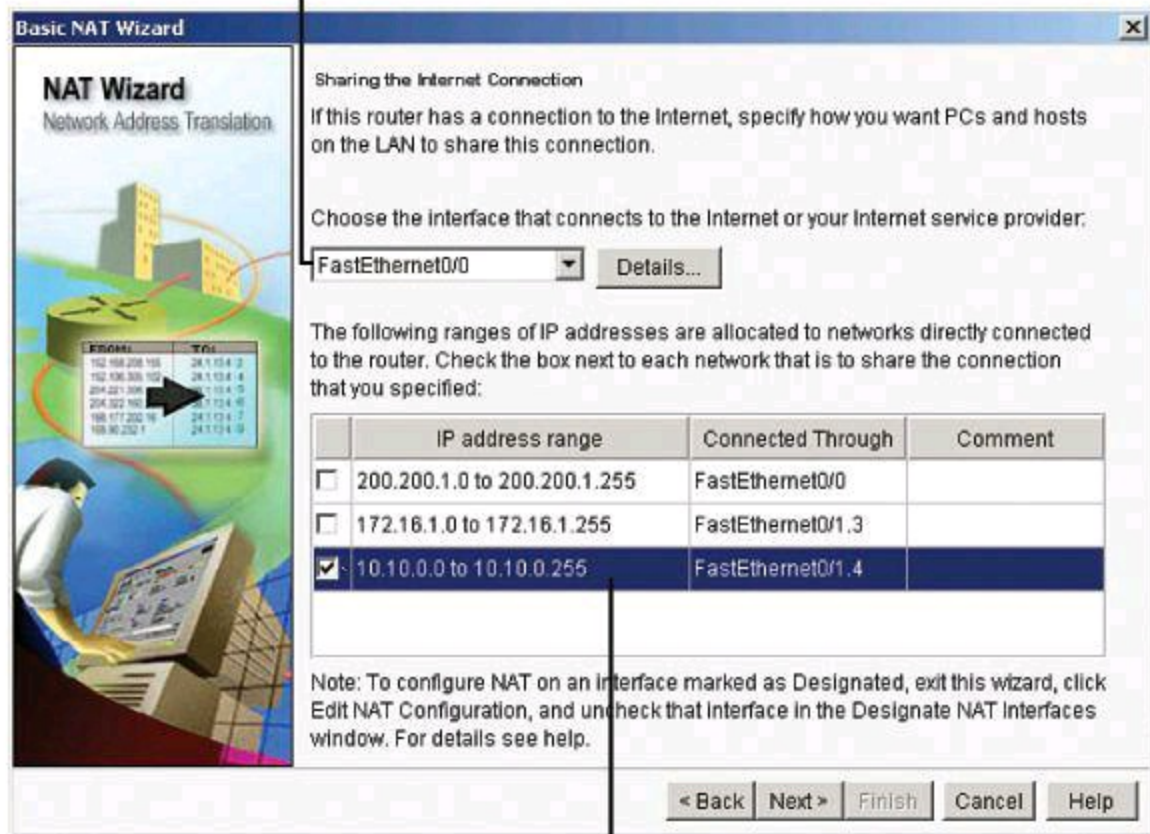 Basic NAT Wizard
NAT Wizard
Network Address Translation
FROM: TO:
Sharing the Internet Connection
If this router has a connection to the Internet, specify how you want PCs and hosts
on the LAN to share this connection.
Choose the interface that connects to the Internet or your Internet service provider:
FastEthernet0/0 Details...
The following ranges of IP addresses are allocated to networks directly connected
to the router. Check the box next to each network that is to share the connection
that you specified:
IP address range Connected Through Comment
200.200.1.0 to 200.200.1.255 FastEthernet0/0
172.16.1.0 to 172.16.1.255 FastEthernet0/1.3
10.10.0.0 to 10.10.0.255 FastEthernet0/1.4
Note: To configure NAT on an interface marked as Designated, exit this wizard, click
Edit NAT Configuration, and uncheck that interface in the Designate NAT Interfaces
window. For details see help.
< Back Next > Finish Cancel Help